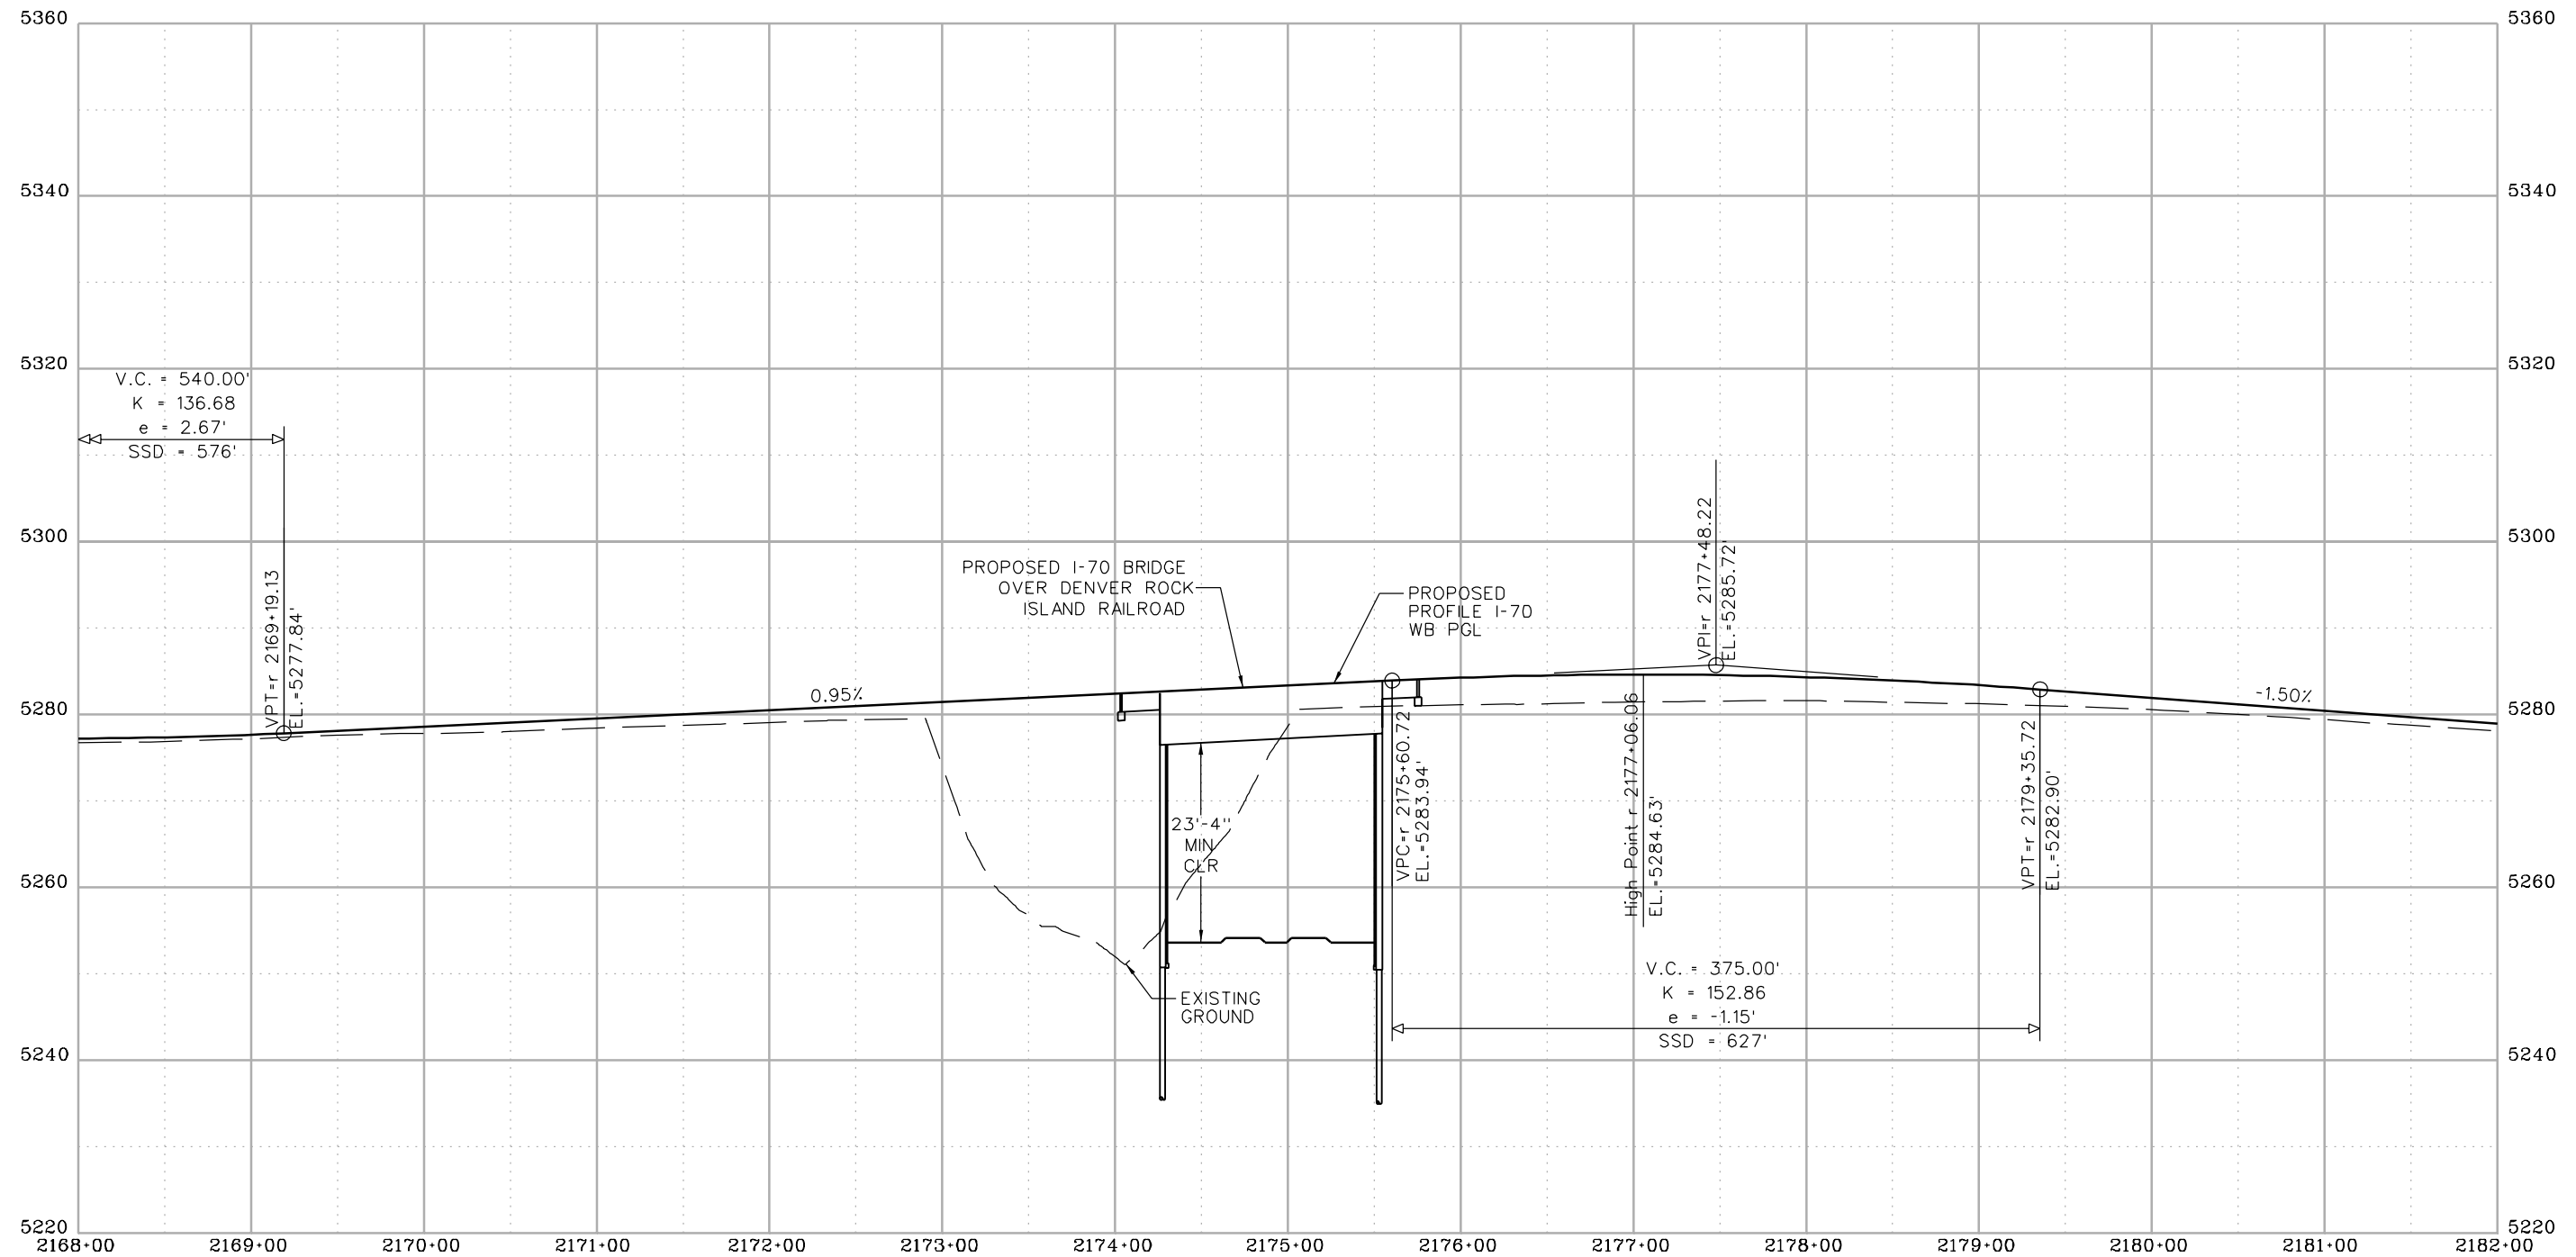 5360 5360
5340 5340
5320 5320
V.C. = 540.00'
K = 136.68
e = 2.67'
SSD = 576'
5300 5300
VPT=r 2169+19.13
EL.=5277.84'
PROPOSED I-70 BRIDGE
OVER DENVER ROCK
ISLAND RAILROAD
PROPOSED
PROFILE I-70
WB PGL
VPI=r 2177+48.22
EL.=5285.72'
0.95%
-1.50%
5280 5280
23'-4"
MIN
CLR
VPC=r 2175+60.72
EL.=5283.94'
High Point r 2177+06.06
EL.=5284.63'
VPT=r 2179+35.72
EL.=5282.90'
5260 5260
EXISTING
GROUND
V.C. = 375.00'
K = 152.86
e = -1.15'
SSD = 627'
5240 5240
5220 5220
2168+00 2169+00 2170+00 2171+00 2172+00 2173+00 2174+00 2175+00 2176+00 2177+00 2178+00 2179+00 2180+00 2181+00 2182+00